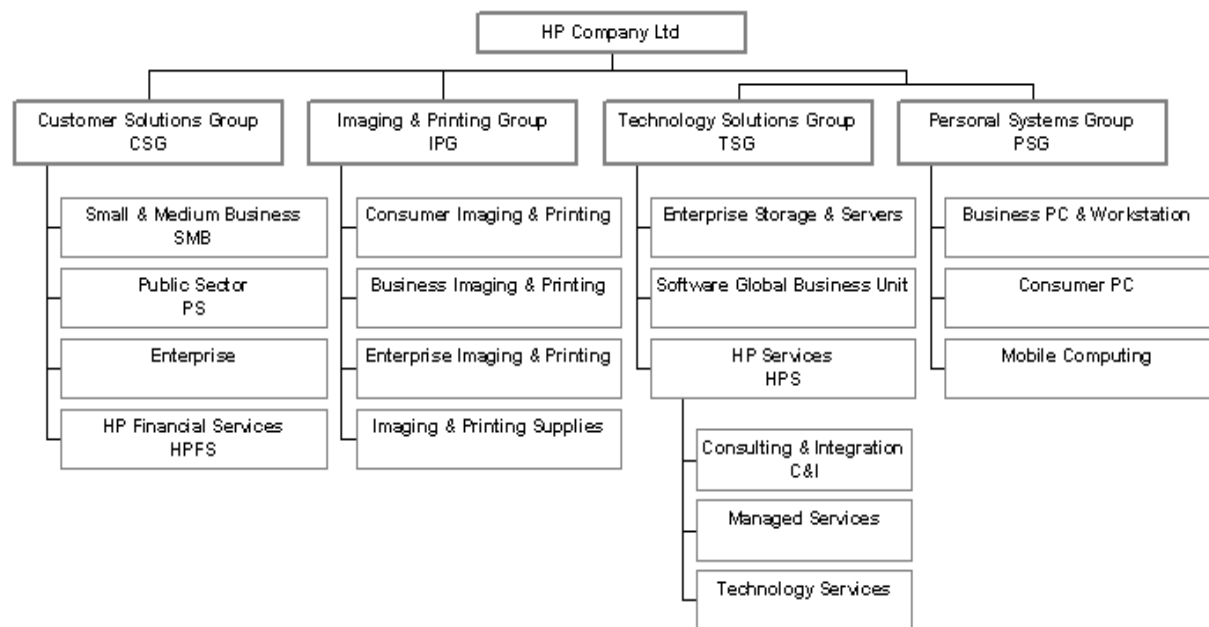 HP Company Ltd
Customer Solutions Group
CSG
Imaging & Printing Group
IPG
Technology Solutions Group
TSG
Personal Systems Group
PSG
Small & Medium Business
SMB
Public Sector
PS
Enterprise
HP Financial Services
HPFS
Consumer Imaging & Printing
Business Imaging & Printing
Enterprise Imaging & Printing
Imaging & Printing Supplies
Enterprise Storage & Servers
Software Global Business Unit
HP Services
HPS
Consulting & Integration
C&I
Managed Services
Technology Services
Business PC & Workstation
Consumer PC
Mobile Computing